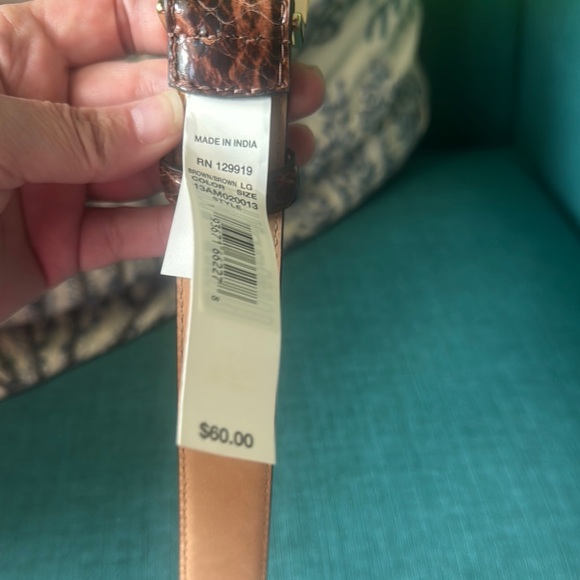 MADE IN INDIA
RN 129919
BROWN/BROWN LG
COLOR SIZE
13AM020013
STYLE
$60.00